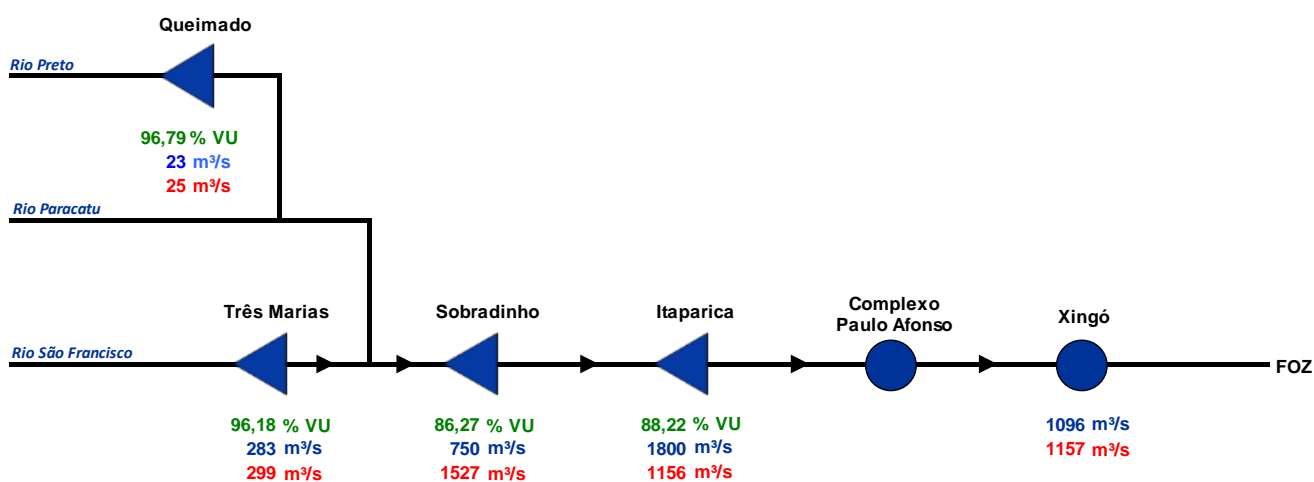 Queimado
Rio Preto
96,79 % VU
23 m³/s
25 m³/s
Rio Paracatu
Três Marias
Sobradinho
Itaparica
Complexo
Paulo Afonso
Xingó
Rio São Francisco
FOZ
96,18 % VU
283 m³/s
299 m³/s
86,27 % VU
750 m³/s
1527 m³/s
88,22 % VU
1800 m³/s
1156 m³/s
1096 m³/s
1157 m³/s